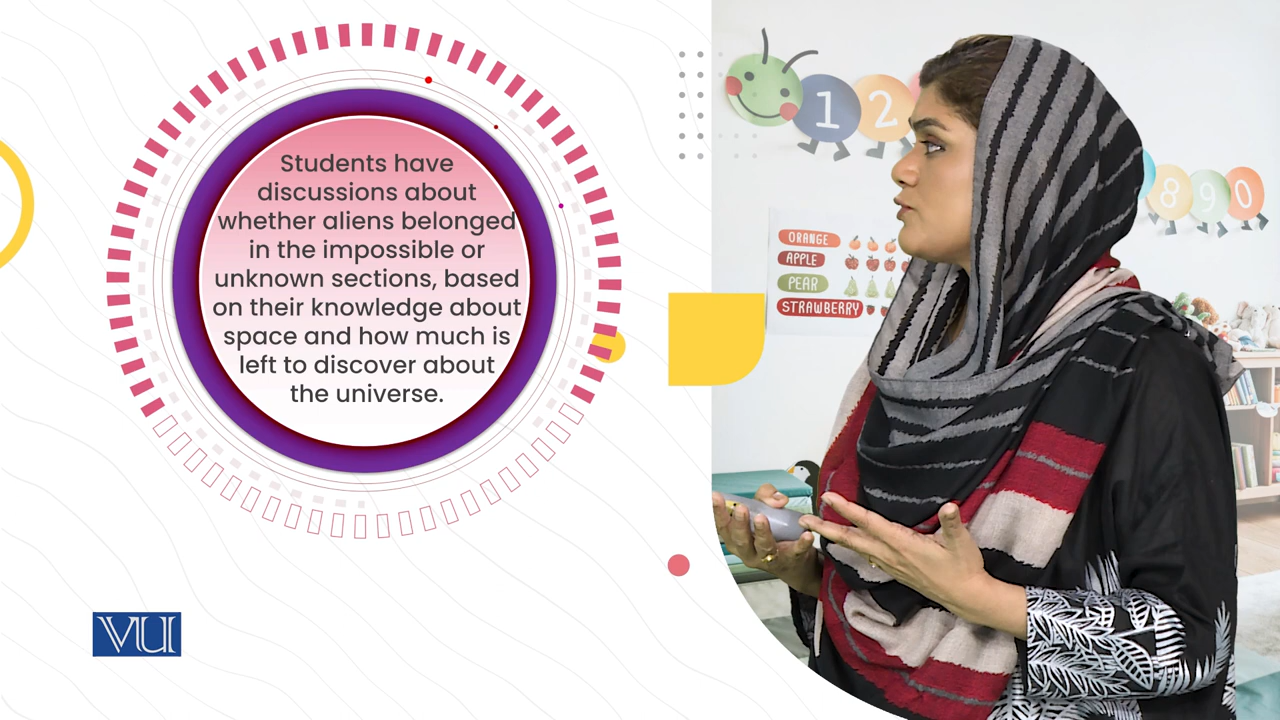 Students have
discussions about
whether aliens belonged
in the impossible or
unknown sections, based
on their knowledge about
space and how much is
left to discover about
the universe.
1 2
8 9 0
ORANGE
APPLE
PEAR
STRAWBERRY
VU